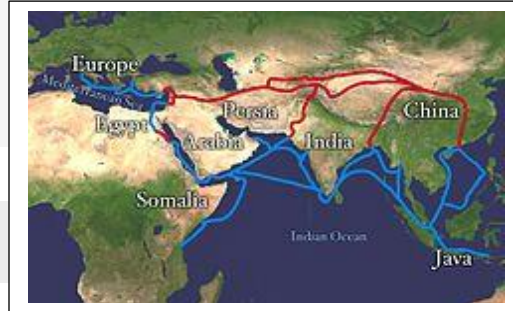 Europe
Mediterranean Sea
Egypt
Persia
China
Arabia
India
Somalia
Indian Ocean
Java